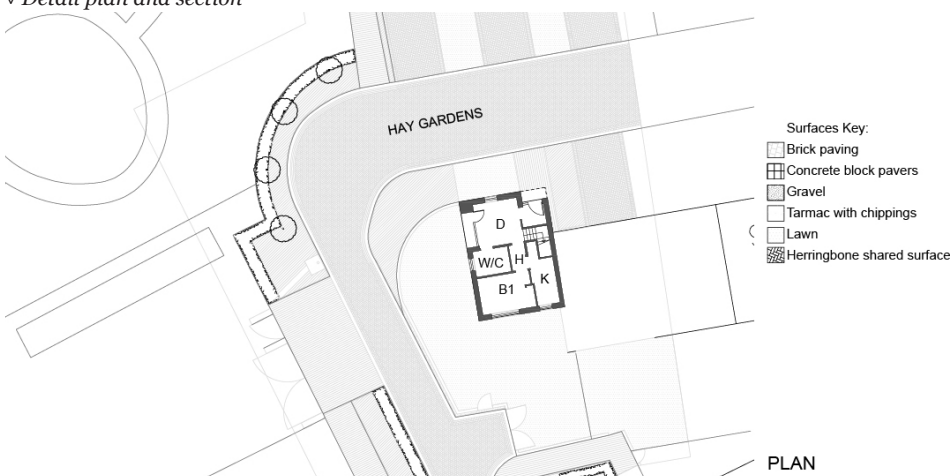 Detail plan and section
HAY GARDENS
D
W/C
H
K
B1
Surfaces Key:
Brick paving
Concrete block pavers
Gravel
Tarmac with chippings
Lawn
Herringbone shared surface
PLAN